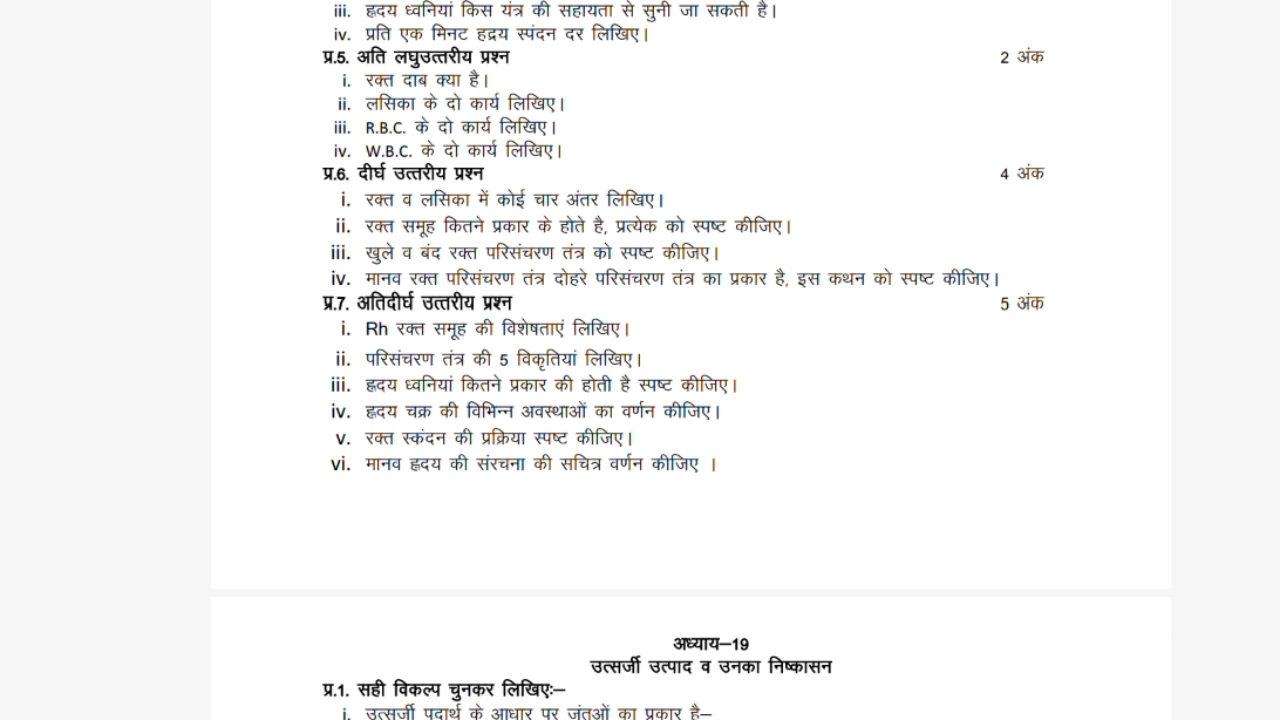 iii. ह्रदय ध्वनियां किस यंत्र की सहायता से सुनी जा सकती है।
iv. प्रति एक मिनट हद्रय स्पंदन दर लिखिए।
प्र.5. अति लघुउत्तरीय प्रश्न 2 अंक
i. रक्त दाब क्या है।
ii. लसिका के दो कार्य लिखिए।
iii. R.B.C. के दो कार्य लिखिए।
iv. W.B.C. के दो कार्य लिखिए।
प्र.6. दीर्घ उत्तरीय प्रश्न 4 अंक
i. रक्त व लसिका में कोई चार अंतर लिखिए।
ii. रक्त समूह कितने प्रकार के होते है, प्रत्येक को स्पष्ट कीजिए।
iii. खुले व बंद रक्त परिसंचरण तंत्र को स्पष्ट कीजिए।
iv. मानव रक्त परिसंचरण तंत्र दोहरे परिसंचरण तंत्र का प्रकार है, इस कथन को स्पष्ट कीजिए।
प्र.7. अतिदीर्घ उत्तरीय प्रश्न 5 अंक
i. Rh रक्त समूह की विशेषताएं लिखिए।
ii. परिसंचरण तंत्र की 5 विकृतियां लिखिए।
iii. ह्रदय ध्वनियां कितने प्रकार की होती है स्पष्ट कीजिए।
iv. ह्रदय चक्र की विभिन्न अवस्थाओं का वर्णन कीजिए।
v. रक्त स्कंदन की प्रक्रिया स्पष्ट कीजिए।
vi. मानव ह्रदय की संरचना की सचित्र वर्णन कीजिए ।
अध्याय–19
उत्सर्जी उत्पाद व उनका निष्कासन
प्र.1. सही विकल्प चुनकर लिखिए:–
i. उत्सर्जी पदार्थ के आधार पर जंतुओं का प्रकार है–